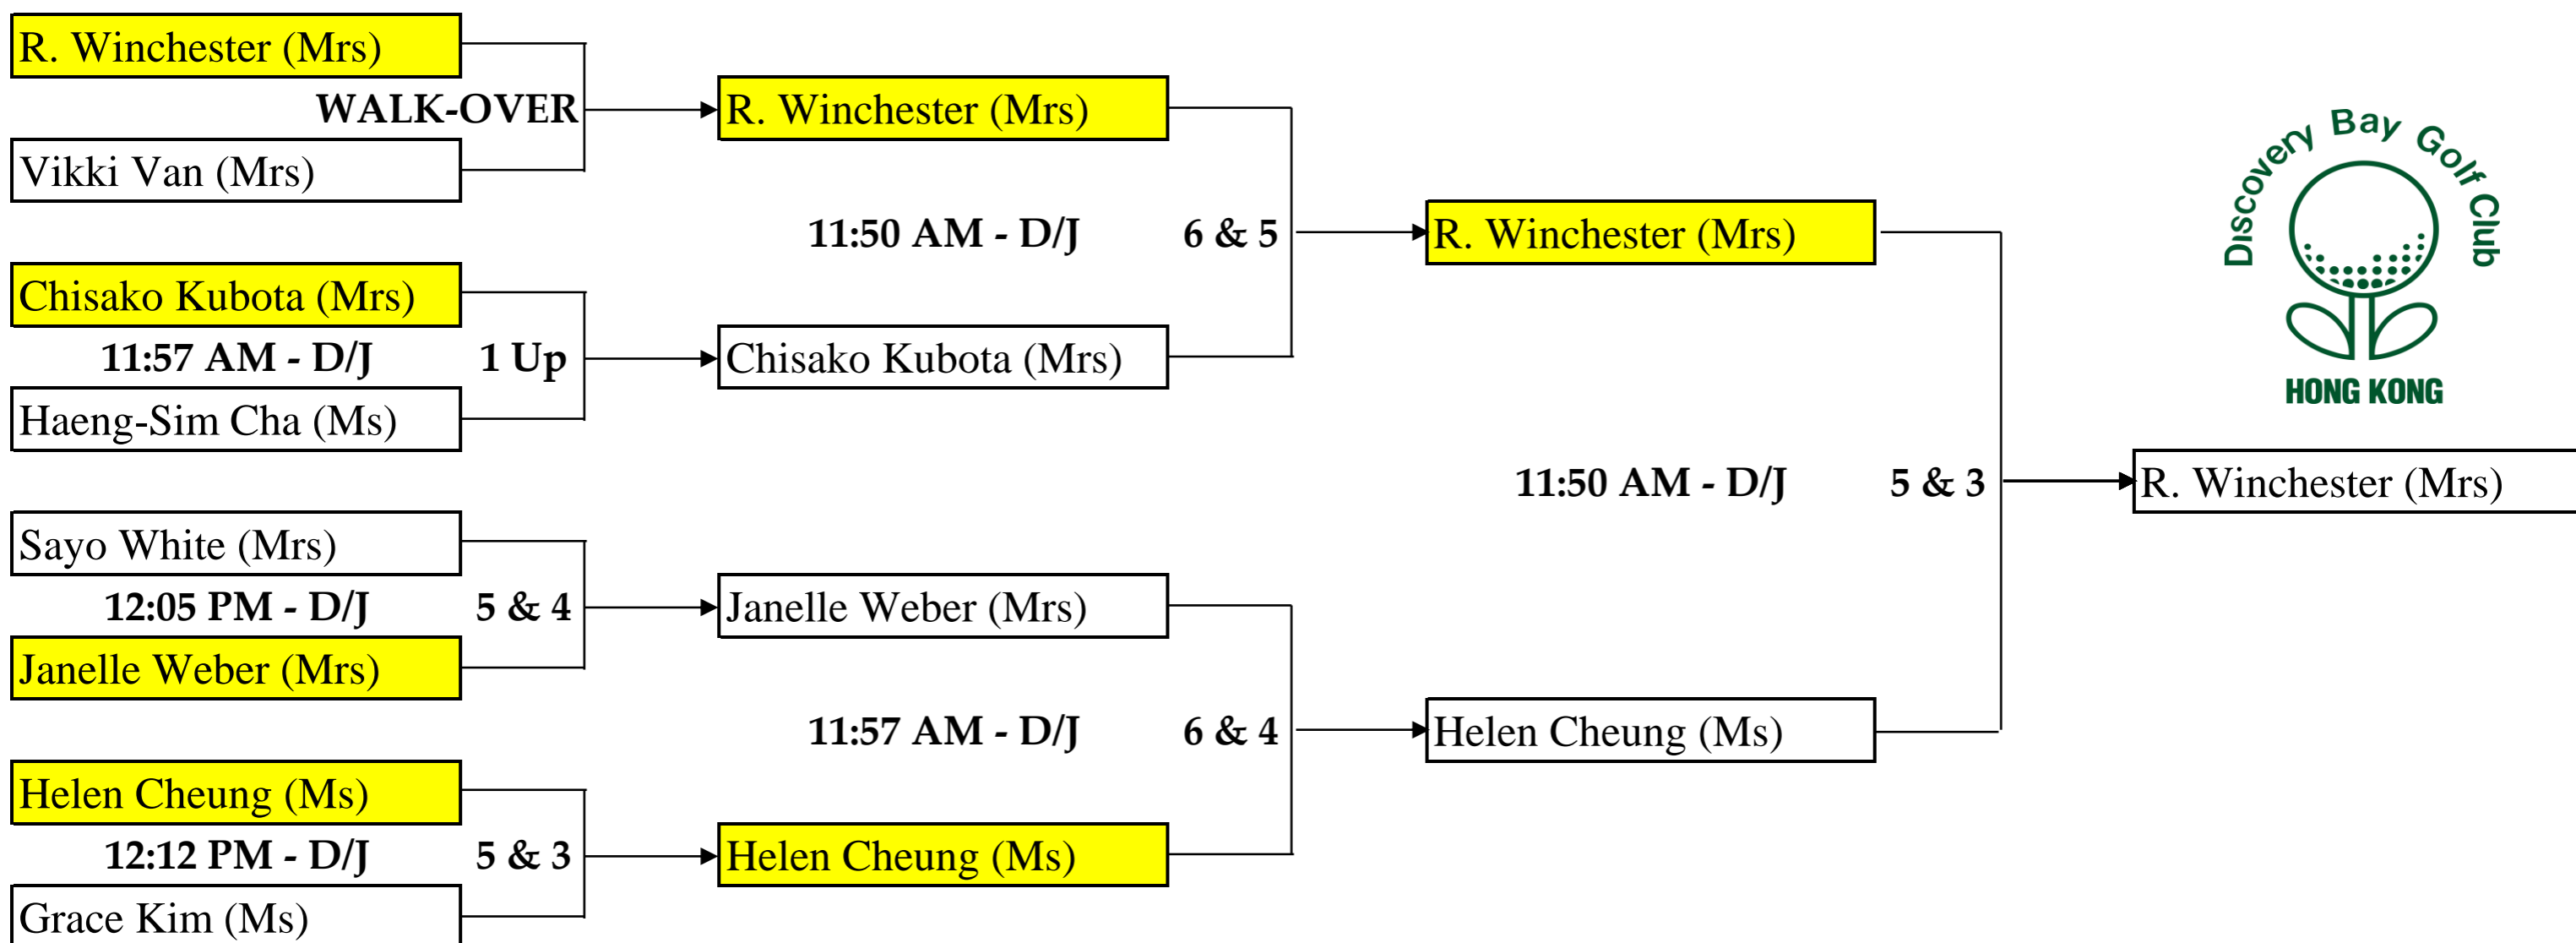 R. Winchester (Mrs)
WALK-OVER
Vikki Van (Mrs)
Chisako Kubota (Mrs)
11:57 AM - D/J 1 Up
Haeng-Sim Cha (Ms)
Sayo White (Mrs)
12:05 PM - D/J 5 & 4
Janelle Weber (Mrs)
Helen Cheung (Ms)
12:12 PM - D/J 5 & 3
Grace Kim (Ms)
R. Winchester (Mrs)
11:50 AM - D/J 6 & 5
Chisako Kubota (Mrs)
Janelle Weber (Mrs)
11:57 AM - D/J 6 & 4
Helen Cheung (Ms)
R. Winchester (Mrs)
11:50 AM - D/J 5 & 3
Helen Cheung (Ms)
Discovery Bay Golf Club
HONG KONG
R. Winchester (Mrs)